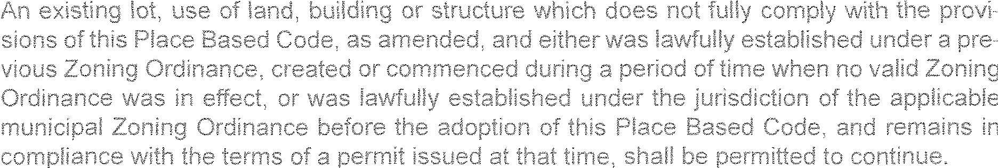 An existing lot, use of land, building or structure which does not fully comply with the provi-
sions of this Place Based Code, as amended, and either was lawfully established under a pre-
vious Zoning Ordinance, created or commenced during a period of time when no valid Zoning
Ordinance was in effect, or was lawfully established under the jurisdiction of the applicable
municipal Zoning Ordinance before the adoption of this Place Based Code, and remains in
compliance with the terms of a permit issued at that time, shall be permitted to continue.